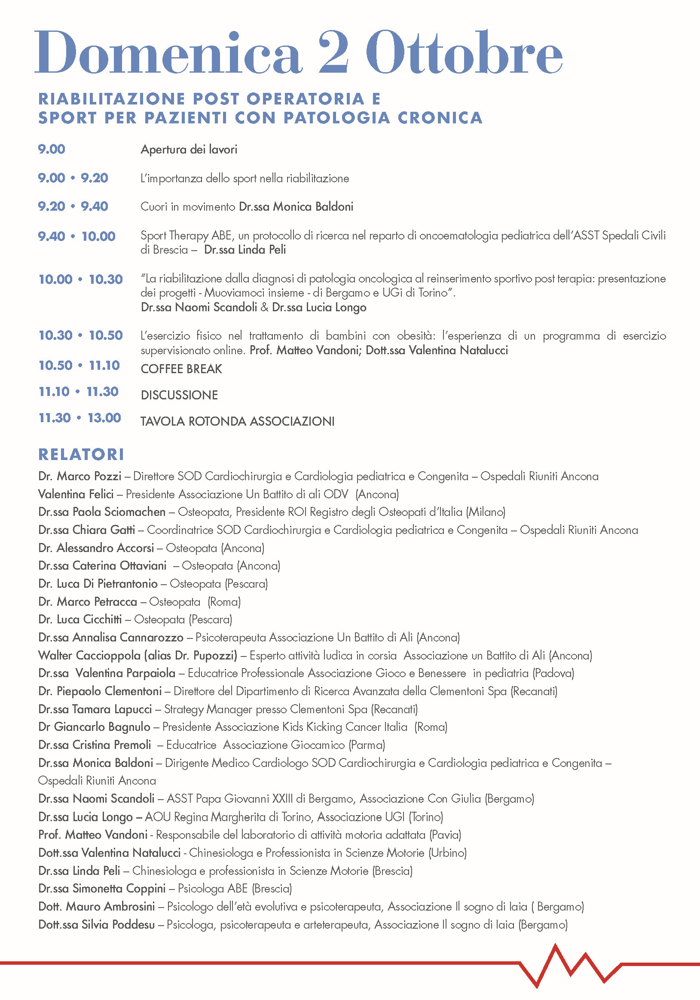 Domenica 2 Ottobre
RIABILITAZIONE POST OPERATORIA E
SPORT PER PAZIENTI CON PATOLOGIA CRONICA
9.00 Apertura dei lavori
9.00 • 9.20 L'importanza dello sport nella riabilitazione
9.20 • 9.40 Cuori in movimento Dr.ssa Monica Baldoni
9.40 • 10.00 Sport Therapy ABE, un protocollo di ricerca nel reparto di oncoematologia pediatrica dell'ASST Spedali Civili
di Brescia – Dr.ssa Linda Peli
10.00 • 10.30 “La riabilitazione dalla diagnosi di patologia oncologica al reinserimento sportivo post terapia: presentazione
dei progetti - Muoviamoci insieme - di Bergamo e UGi di Torino”.
Dr.ssa Naomi Scandoli & Dr.ssa Lucia Longo
10.30 • 10.50 L'esercizio fisico nel trattamento di bambini con obesità: l'esperienza di un programma di esercizio
supervisionato online. Prof. Matteo Vandoni; Dott.ssa Valentina Natalucci
10.50 • 11.10 COFFEE BREAK
11.10 • 11.30 DISCUSSIONE
11.30 • 13.00 TAVOLA ROTONDA ASSOCIAZIONI
RELATORI
Dr. Marco Pozzi – Direttore SOD Cardiochirurgia e Cardiologia pediatrica e Congenita – Ospedali Riuniti Ancona
Valentina Felici – Presidente Associazione Un Battito di ali ODV (Ancona)
Dr.ssa Paola Sciomachen – Osteopata, Presidente ROI Registro degli Osteopati d'Italia (Milano)
Dr.ssa Chiara Gatti – Coordinatrice SOD Cardiochirurgia e Cardiologia pediatrica e Congenita – Ospedali Riuniti Ancona
Dr. Alessandro Accorsi – Osteopata (Ancona)
Dr.ssa Caterina Ottaviani – Osteopata (Ancona)
Dr. Luca Di Pietrantonio – Osteopata (Pescara)
Dr. Marco Petracca – Osteopata (Roma)
Dr. Luca Cicchitti – Osteopata (Pescara)
Dr.ssa Annalisa Cannarozzo – Psicoterapeuta Associazione Un Battito di Ali (Ancona)
Walter Caccioppola (alias Dr. Pupozzi) – Esperto attività ludica in corsia Associazione un Battito di Ali (Ancona)
Dr.ssa Valentina Parpaiola – Educatrice Professionale Associazione Gioco e Benessere in pediatria (Padova)
Dr. Piepaolo Clementoni – Direttore del Dipartimento di Ricerca Avanzata della Clementoni Spa (Recanati)
Dr.ssa Tamara Lapucci – Strategy Manager presso Clementoni Spa (Recanati)
Dr Giancarlo Bagnulo – Presidente Associazione Kids Kicking Cancer Italia (Roma)
Dr.ssa Cristina Premoli – Educatrice Associazione Giocamico (Parma)
Dr.ssa Monica Baldoni – Dirigente Medico Cardiologo SOD Cardiochirurgia e Cardiologia pediatrica e Congenita –
Ospedali Riuniti Ancona
Dr.ssa Naomi Scandoli – ASST Papa Giovanni XXIII di Bergamo, Associazione Con Giulia (Bergamo)
Dr.ssa Lucia Longo – AOU Regina Margherita di Torino, Associazione UGI (Torino)
Prof. Matteo Vandoni - Responsabile del laboratorio di attività motoria adattata (Pavia)
Dott.ssa Valentina Natalucci - Chinesiologa e Professionista in Scienze Motorie (Urbino)
Dr.ssa Linda Peli – Chinesiologa e professionista in Scienze Motorie (Brescia)
Dr.ssa Simonetta Coppini – Psicologa ABE (Brescia)
Dott. Mauro Ambrosini – Psicologo dell'età evolutiva e psicoterapeuta, Associazione Il sogno di Iaia ( Bergamo)
Dott.ssa Silvia Poddesu – Psicologa, psicoterapeuta e arteterapeuta, Associazione Il sogno di Iaia (Bergamo)